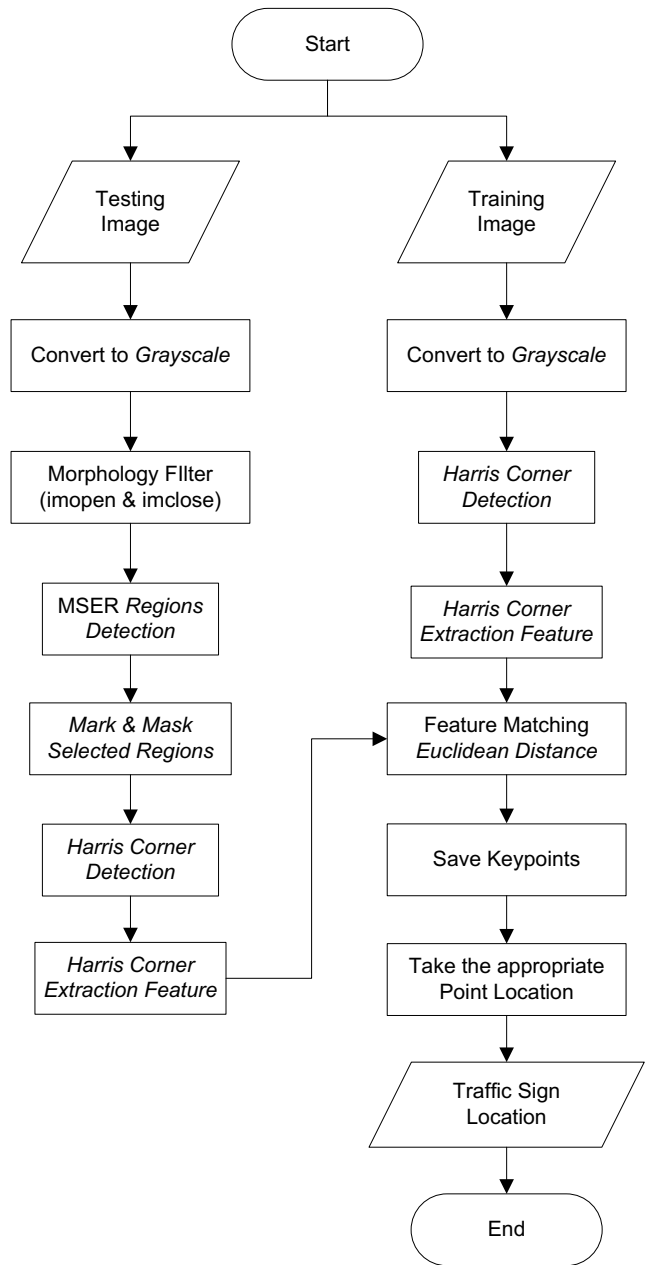 Start
Testing
Image
Training
Image
Convert to Grayscale
Convert to Grayscale
Morphology FIlter
(imopen & imclose)
Harris Corner
Detection
MSER Regions
Detection
Harris Corner
Extraction Feature
Mark & Mask
Selected Regions
Feature Matching
Euclidean Distance
Harris Corner
Detection
Save Keypoints
Harris Corner
Extraction Feature
Take the appropriate
Point Location
Traffic Sign
Location
End